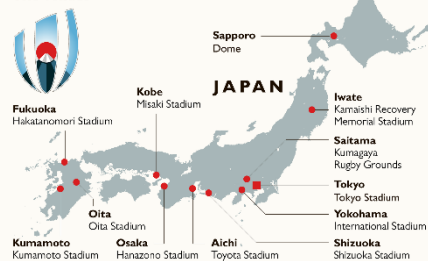 Sapporo
Dome
JAPAN
Kobe
Misaki Stadium
Fukuoka
Hakatanomori Stadium
Iwate
Kamaishi Recovery
Memorial Stadium
Saitama
Kumagaya
Rugby Grounds
Tokyo
Tokyo Stadium
Yokohoma
International Stadium
Oita
Oita Stadium
Kumamoto
Kumamoto Stadium
Osaka
Hanazono Stadium
Aichi
Toyota Stadium
Shizuoka
Shizuoka Stadium